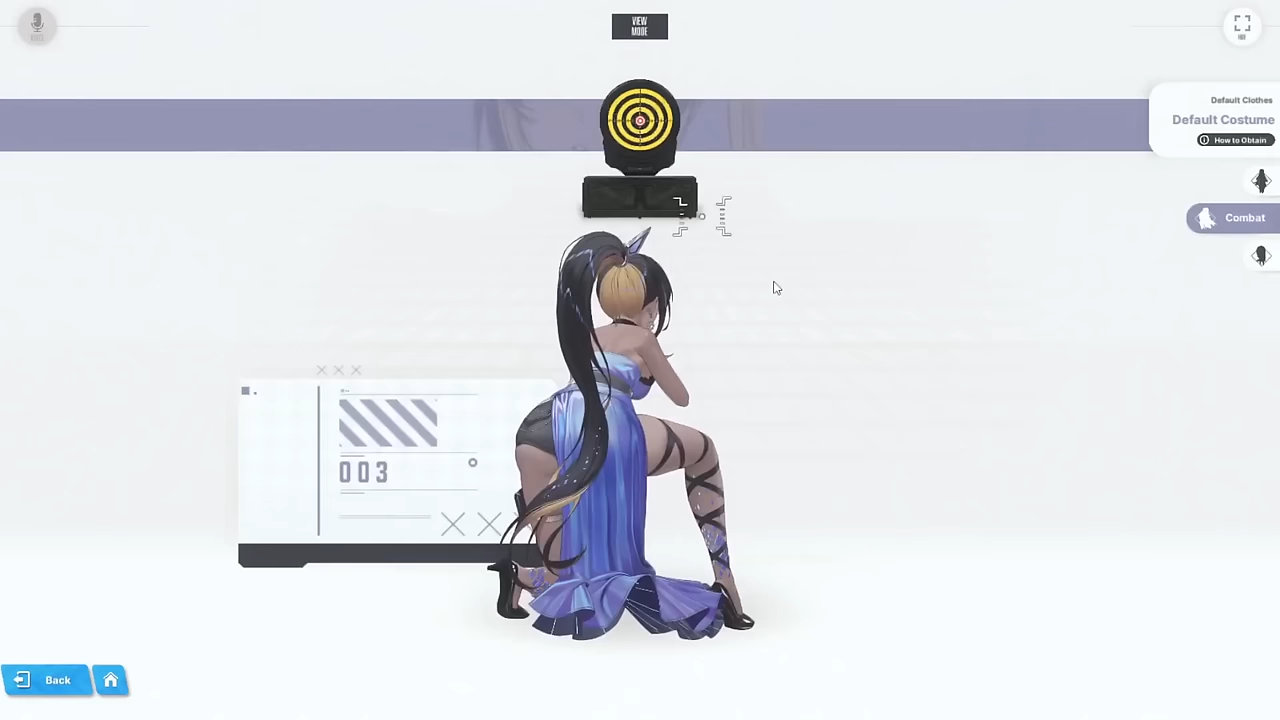 VIEW
MODE
Default Clothes
Default Costume
How to Obtain
Combat
003
Back